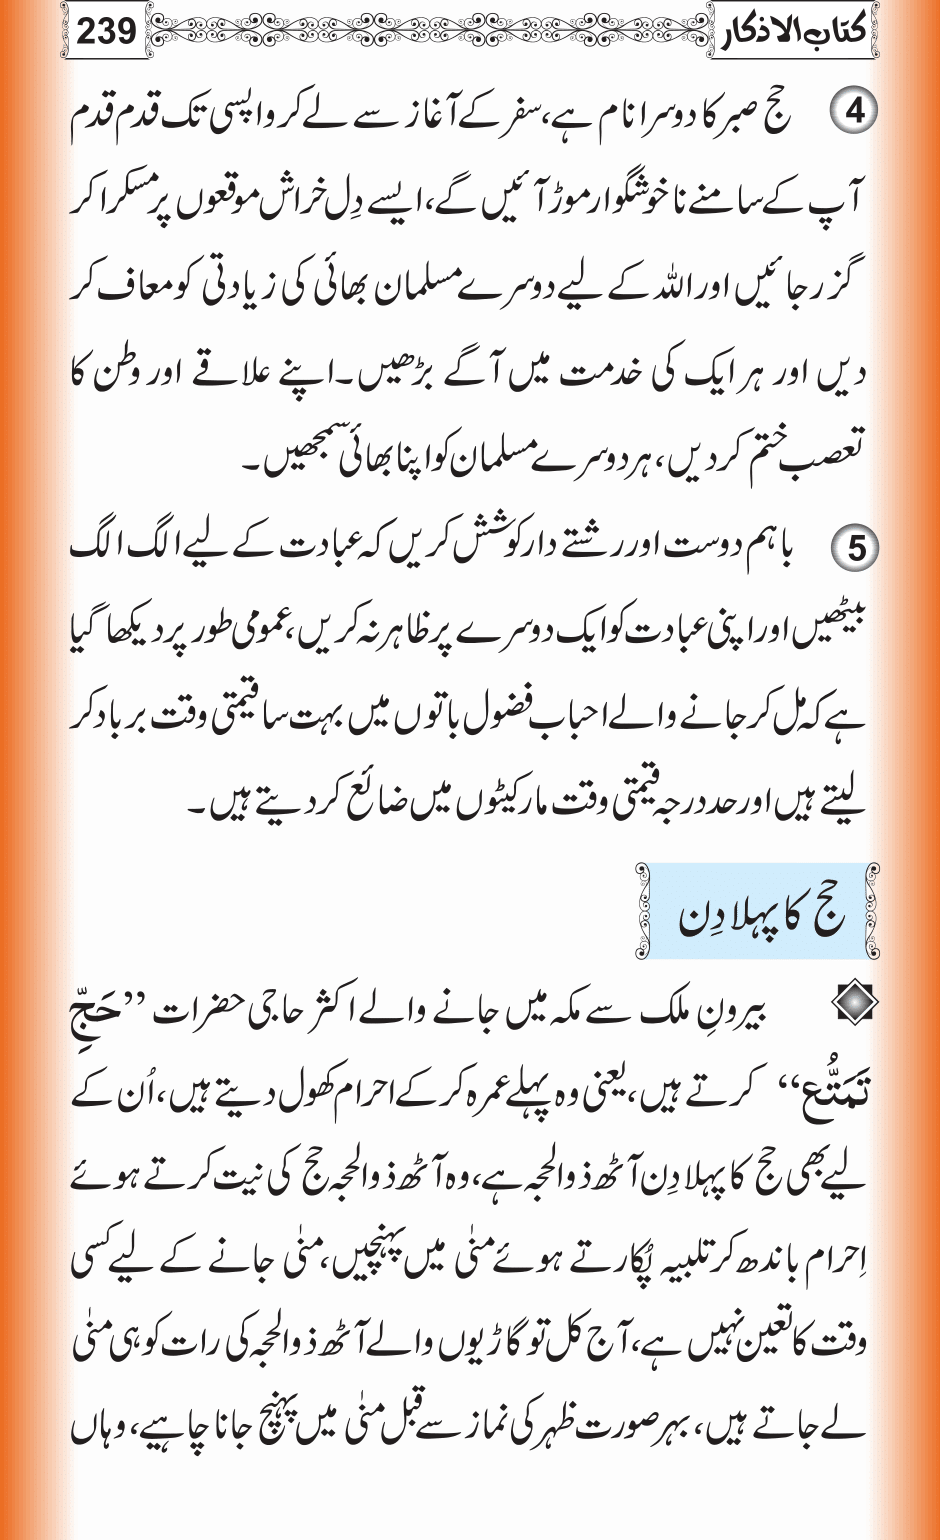 کتاب الاذکار 239
4 حج صبر کا دوسرا نام ہے، سفر کے آغاز سے لے کر واپسی تک قدم قدم
آپ کے سامنے ناخوشگوار موڑ آئیں گے، ایسے دِل خراش موقعوں پر مسکرا کر
گزر جائیں اور اللہ کے لیے دوسرے مسلمان بھائی کی زیادتی کو معاف کر
دیں اور ہر ایک کی خدمت میں آگے بڑھیں۔ اپنے علاقے اور وطن کا
تعصب ختم کر دیں، ہر دوسرے مسلمان کو اپنا بھائی سمجھیں۔
5 باہم دوست اور رشتے دار کوشش کریں کہ عبادت کے لیے الگ الگ
بیٹھیں اور اپنی عبادت کو ایک دوسرے پر ظاہر نہ کریں، عمومی طور پر دیکھا گیا
ہے کہ مل کر جانے والے احباب فضول باتوں میں بہت سا قیمتی وقت برباد کر
لیتے ہیں اور حد درجہ قیمتی وقت مارکیٹوں میں ضائع کر دیتے ہیں۔
حج کا پہلا دِن
بیرونِ ملک سے مکہ میں جانے والے اکثر حاجی حضرات ’’حَجِّ
تَمَتُّع‘‘ کرتے ہیں، یعنی وہ پہلے عمرہ کر کے احرام کھول دیتے ہیں، اُن کے
لیے بھی حج کا پہلا دِن آٹھ ذوالحجہ ہے، وہ آٹھ ذوالحجہ حج کی نیت کرتے ہوئے
اِحرام باندھ کر تلبیہ پُکارتے ہوئے منٰی میں پہنچیں، منٰی جانے کے لیے کسی
وقت کا تعین نہیں ہے، آج کل تو گاڑیوں والے آٹھ ذوالحجہ کی رات کو ہی منٰی
لے جاتے ہیں، بہر صورت ظہر کی نماز سے قبل منٰی میں پہنچ جانا چاہیے، وہاں